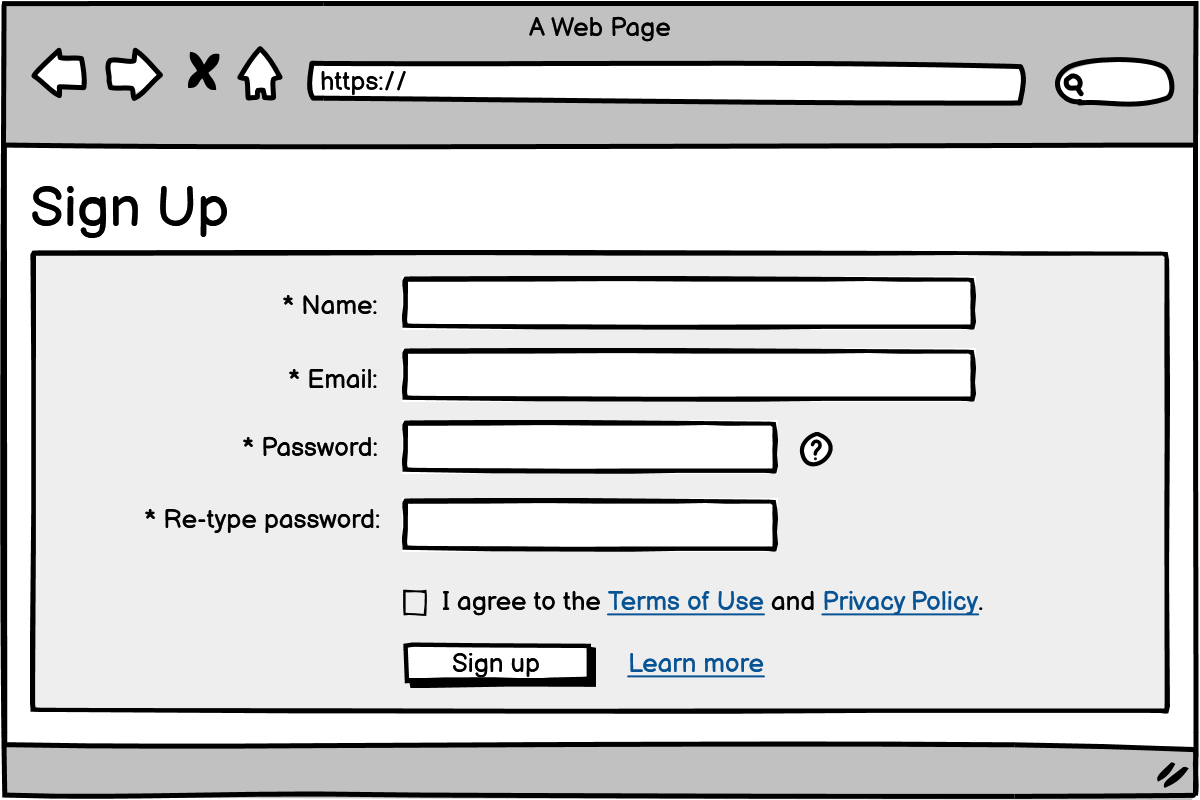 A Web Page
https://
Sign Up
* Name:
* Email:
* Password: ?
* Re-type password:
I agree to the Terms of Use and Privacy Policy.
Sign up Learn more